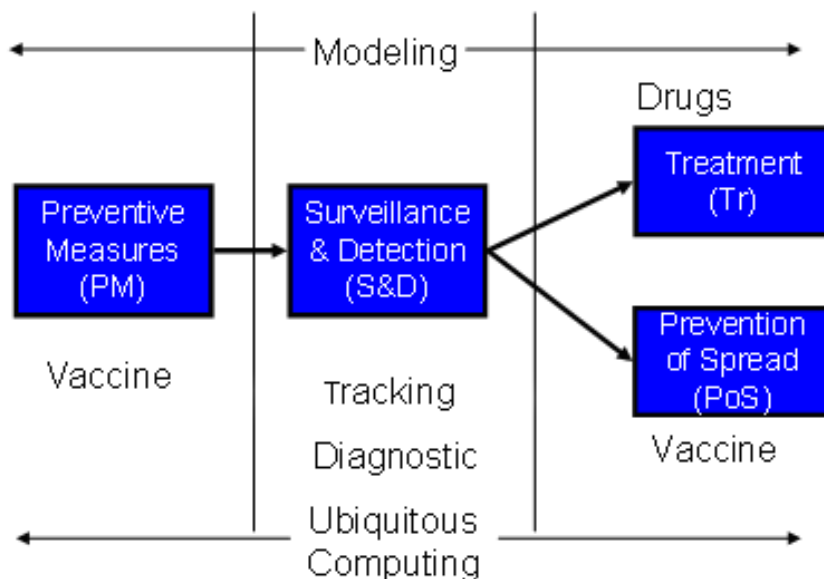 Modeling
Drugs
Preventive
Measures
(PM)
Surveillance
& Detection
(S&D)
Treatment
(Tr)
Prevention
of Spread
(PoS)
Vaccine
Tracking
Diagnostic
Vaccine
Ubiquitous
Computing